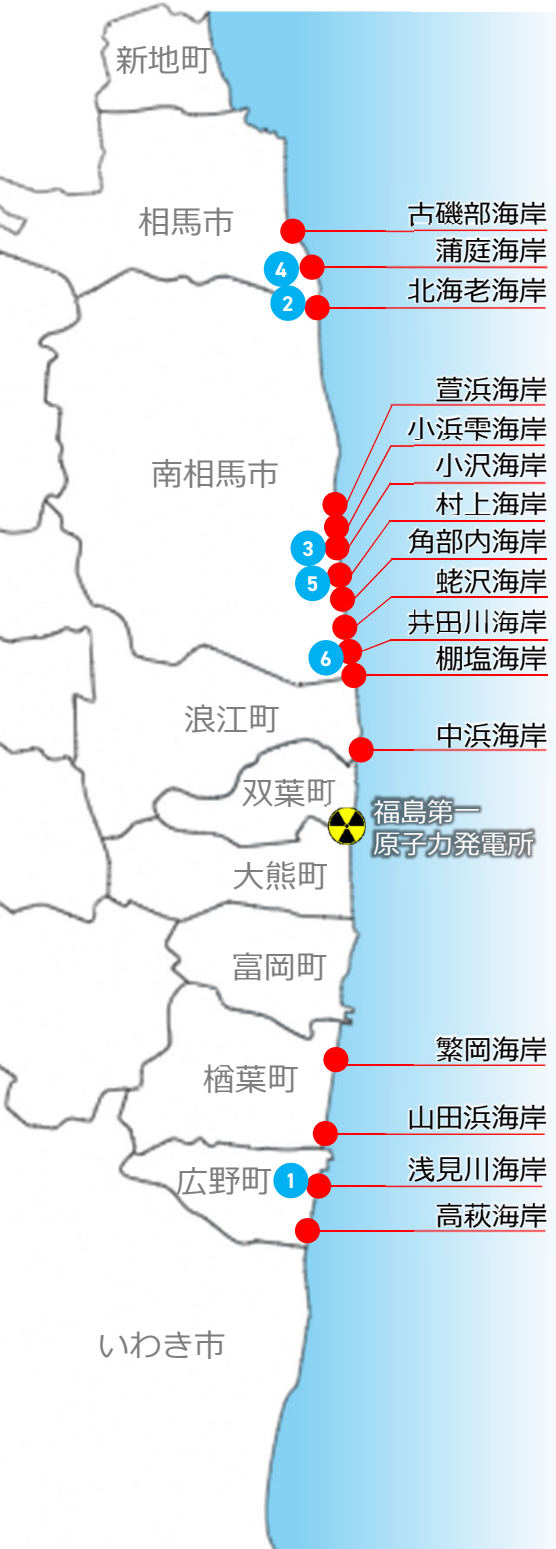 新地町
相馬市
古磯部海岸
蒲庭海岸
4
北海老海岸
2
萱浜海岸
小浜雫海岸
南相馬市
小沢海岸
村上海岸
3
角部内海岸
5
蛯沢海岸
井田川海岸
6
棚塩海岸
浪江町
中浜海岸
双葉町
福島第一
原子力発電所
大熊町
富岡町
繁岡海岸
楢葉町
山田浜海岸
広野町
1
浅見川海岸
高萩海岸
いわき市